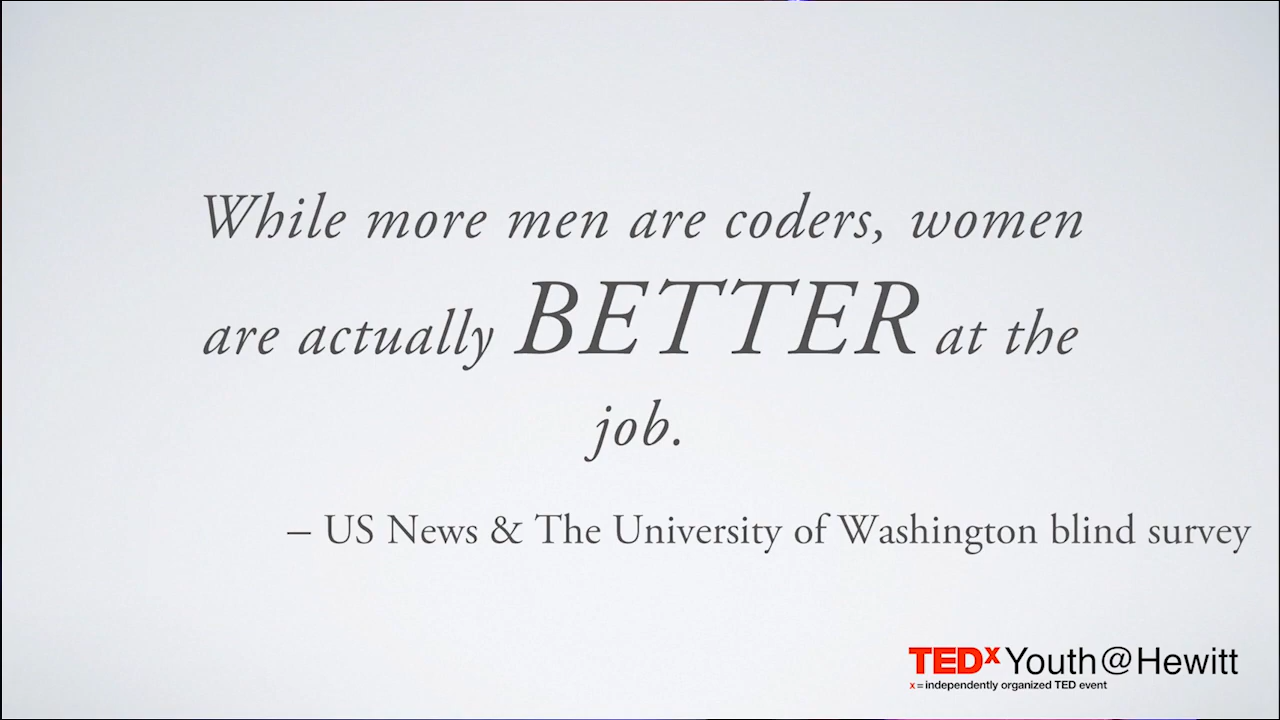 While more men are coders, women
are actually BETTER at the
job.
– US News & The University of Washington blind survey
TEDx Youth@Hewitt
x = independently organized TED event